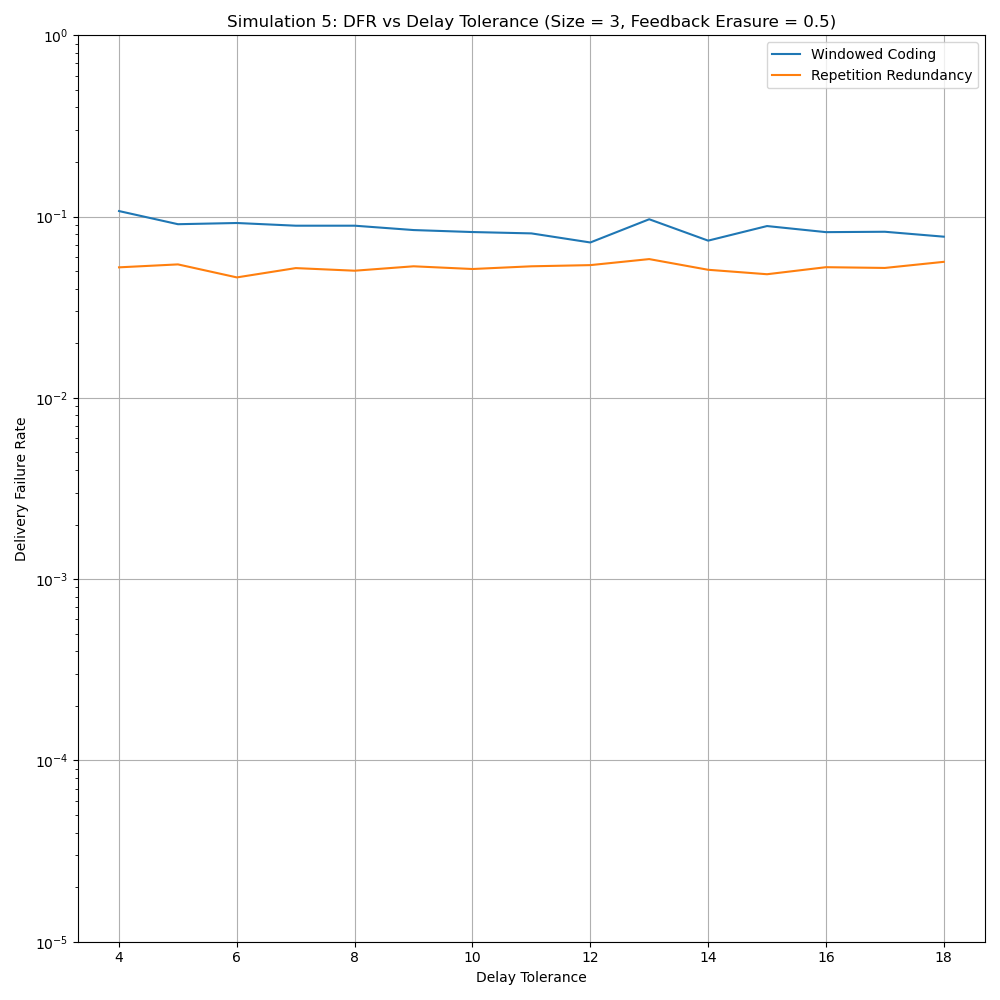 Simulation 5: DFR vs Delay Tolerance (Size = 3, Feedback Erasure = 0.5)
Windowed Coding
Repetition Redundancy
Delivery Failure Rate
10⁰
10⁻¹
10⁻²
10⁻³
10⁻⁴
10⁻⁵
4 6 8 10 12 14 16 18
Delay Tolerance